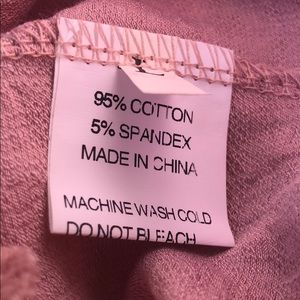 95% COTTON
5% SPANDEX
MADE IN CHINA
MACHINE WASH COLD
DO NOT BLEACH